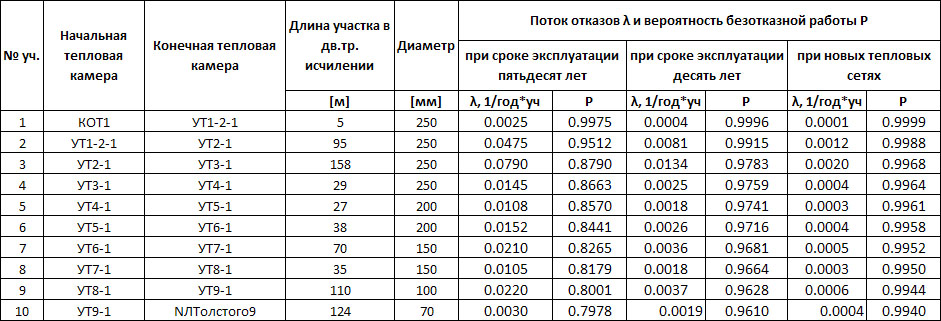 № уч. Начальная тепловая камера Конечная тепловая камера Длина участка в дв.тр. исчилении Диаметр Поток отказов λ и вероятность безотказной работы P
при сроке эксплуатации пятьдесят лет при сроке эксплуатации десять лет при новых тепловых сетях
[м] [мм] λ, 1/год*уч P λ, 1/год*уч P λ, 1/год*уч P
1 КОТ1 УТ1-2-1 5 250 0.0025 0.9975 0.0004 0.9996 0.0001 0.9999
2 УТ1-2-1 УТ2-1 95 250 0.0475 0.9512 0.0081 0.9915 0.0012 0.9988
3 УТ2-1 УТ3-1 158 250 0.0790 0.8790 0.0134 0.9783 0.0020 0.9968
4 УТ3-1 УТ4-1 29 250 0.0145 0.8663 0.0025 0.9759 0.0004 0.9964
5 УТ4-1 УТ5-1 27 200 0.0108 0.8570 0.0018 0.9741 0.0003 0.9961
6 УТ5-1 УТ6-1 38 200 0.0152 0.8441 0.0026 0.9716 0.0004 0.9958
7 УТ6-1 УТ7-1 70 150 0.0210 0.8265 0.0036 0.9681 0.0005 0.9952
8 УТ7-1 УТ8-1 35 150 0.0105 0.8179 0.0018 0.9664 0.0003 0.9950
9 УТ8-1 УТ9-1 110 100 0.0220 0.8001 0.0037 0.9628 0.0006 0.9944
10 УТ9-1 NЛТолстого9 124 70 0.0030 0.7978 0.0019 0.9610 0.0004 0.9940